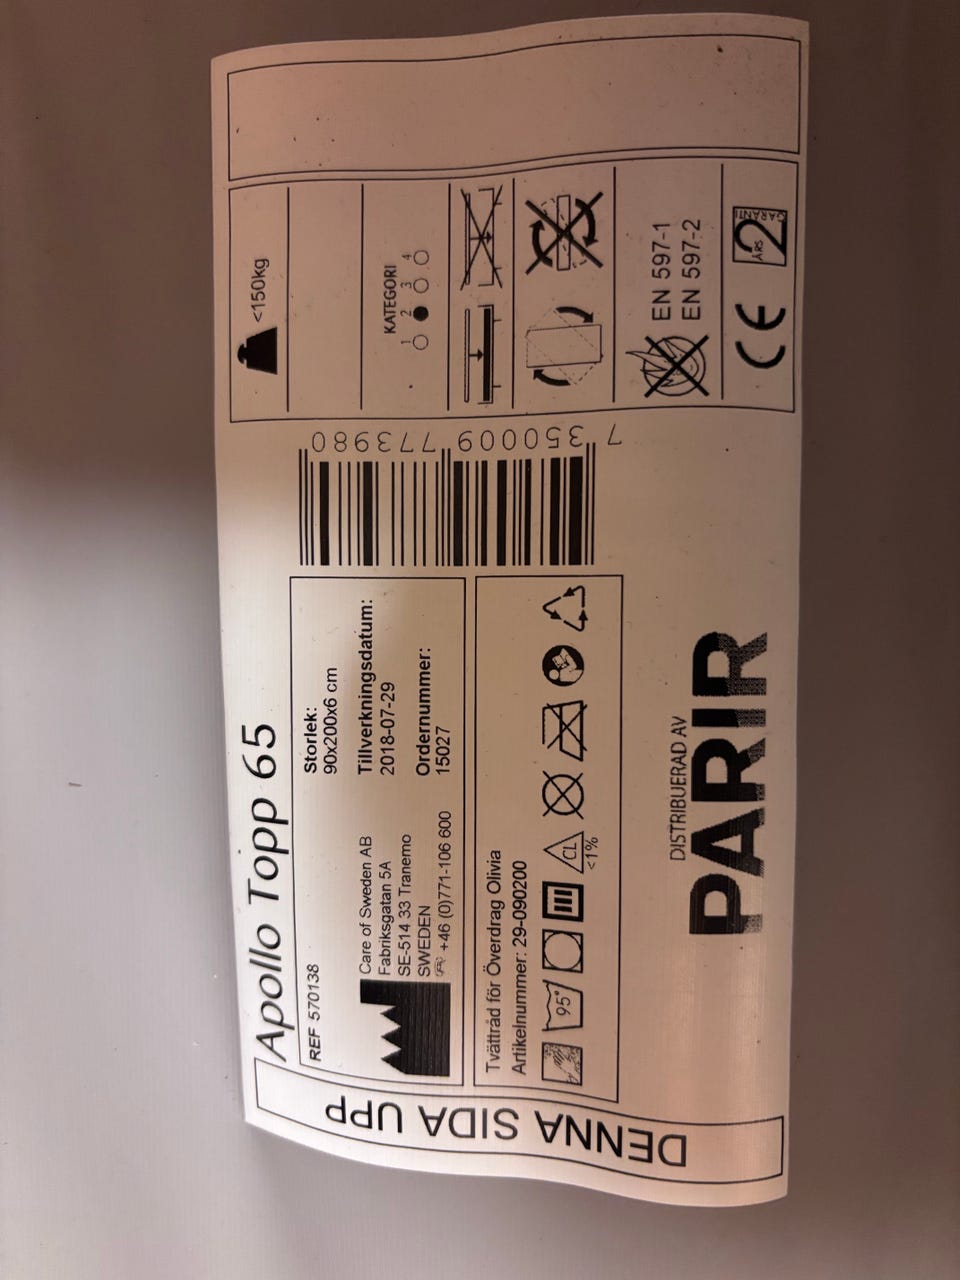 DENNA SIDA UPP
Apollo Topp 65
REF 570138
Care of Sweden AB
Fabriksgatan 5A
SE-514 33 Tranemo
SWEDEN
+46 (0)771-106 600
Storlek:
90x200x6 cm
Tillverkningsdatum:
2018-07-29
Ordernummer:
15027
Tvättråd för Överdrag Olivia
Artikelnummer: 29-090200
95°
CL
<1%
DISTRIBUERAD AV
PARIR
7 350009 773980
<150kg
KATEGORI
1 2 3 4
EN 597-1
EN 597-2
CE
2
ÅRS
GARANTI